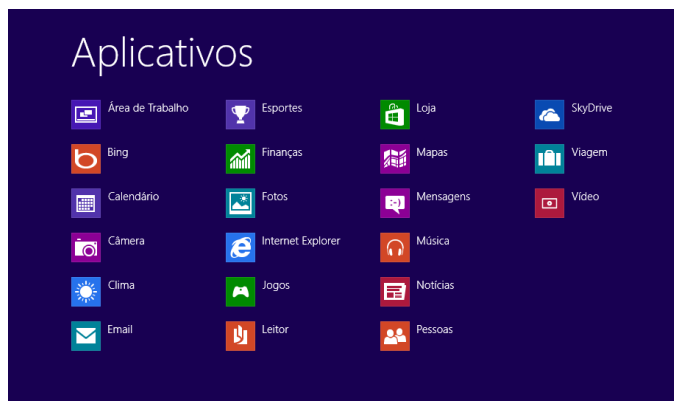 Aplicativos
Área de Trabalho
Bing
Calendário
Câmera
Clima
Email
Esportes
Finanças
Fotos
Internet Explorer
Jogos
Leitor
Loja
Mapas
Mensagens
Música
Notícias
Pessoas
SkyDrive
Viagem
Vídeo